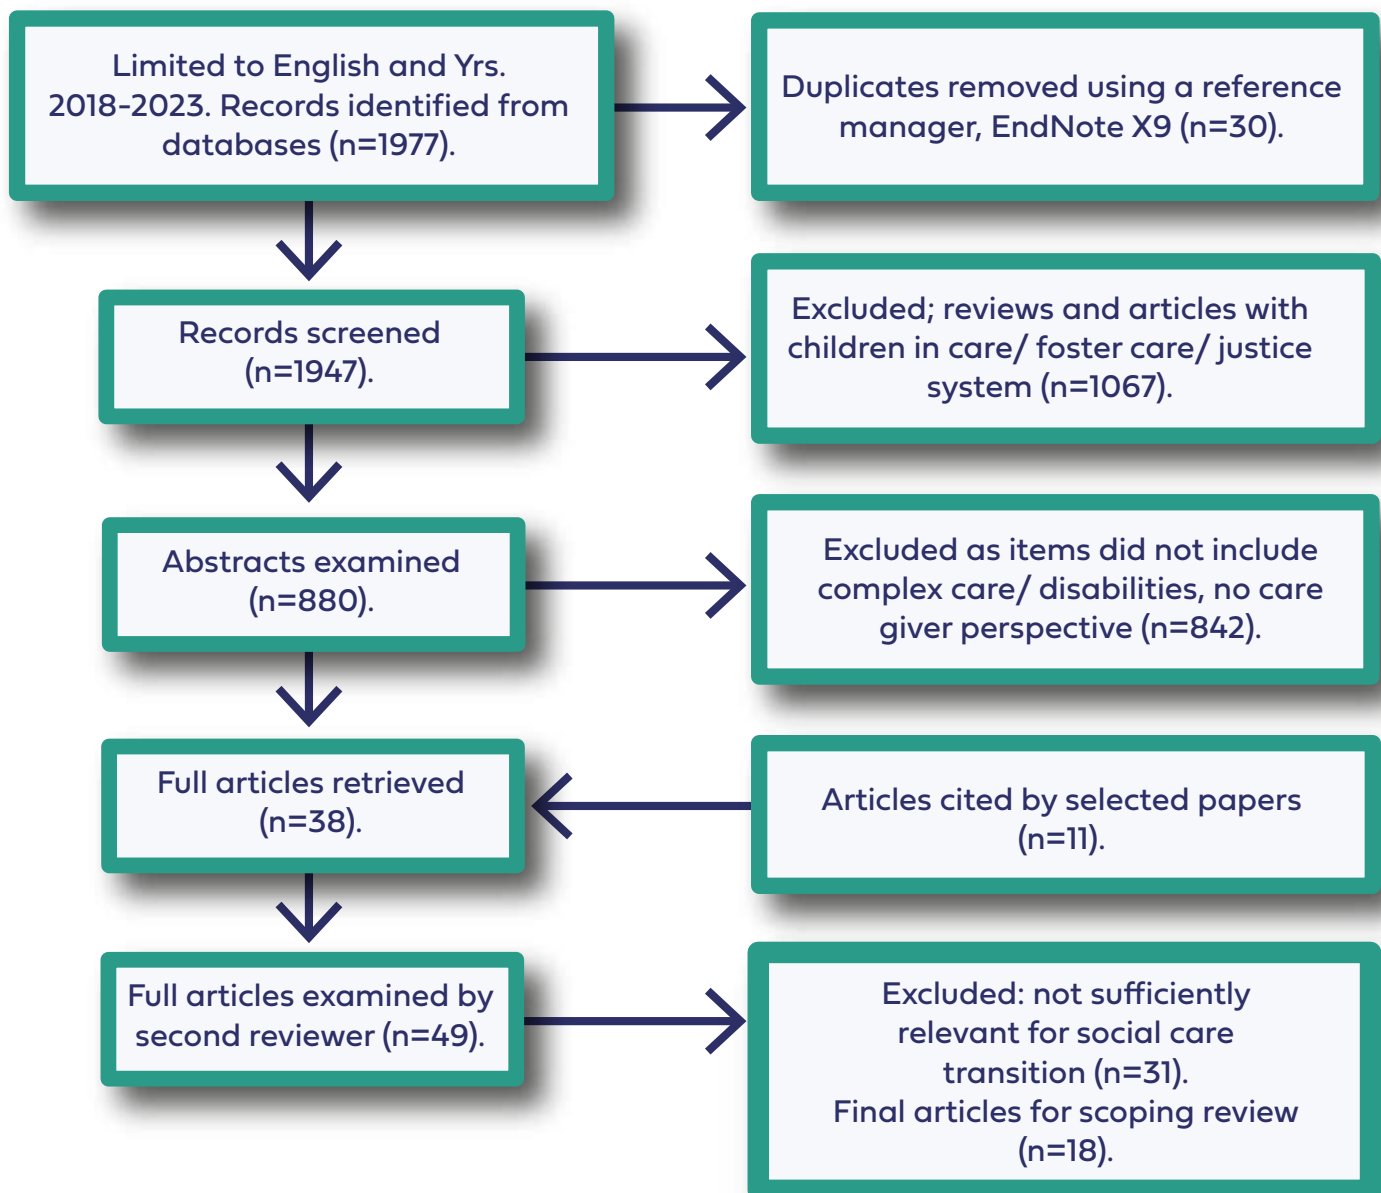 Limited to English and Yrs.
2018-2023. Records identified from
databases (n=1977).
Duplicates removed using a reference
manager, EndNote X9 (n=30).
Records screened
(n=1947).
Excluded; reviews and articles with
children in care/ foster care/ justice
system (n=1067).
Abstracts examined
(n=880).
Excluded as items did not include
complex care/ disabilities, no care
giver perspective (n=842).
Full articles retrieved
(n=38).
Articles cited by selected papers
(n=11).
Full articles examined by
second reviewer (n=49).
Excluded: not sufficiently
relevant for social care
transition (n=31).
Final articles for scoping review
(n=18).